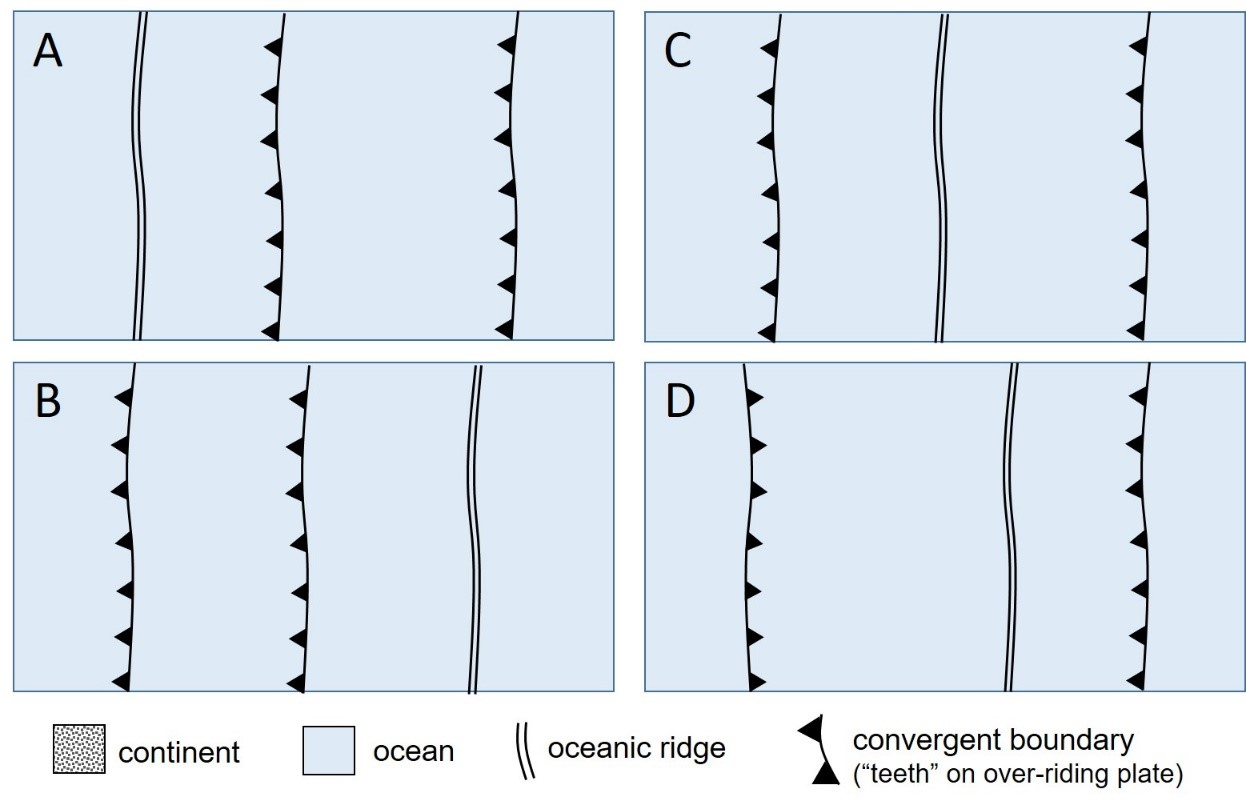 A
C
B
D
continent
ocean
oceanic ridge
convergent boundary
(“teeth” on over-riding plate)